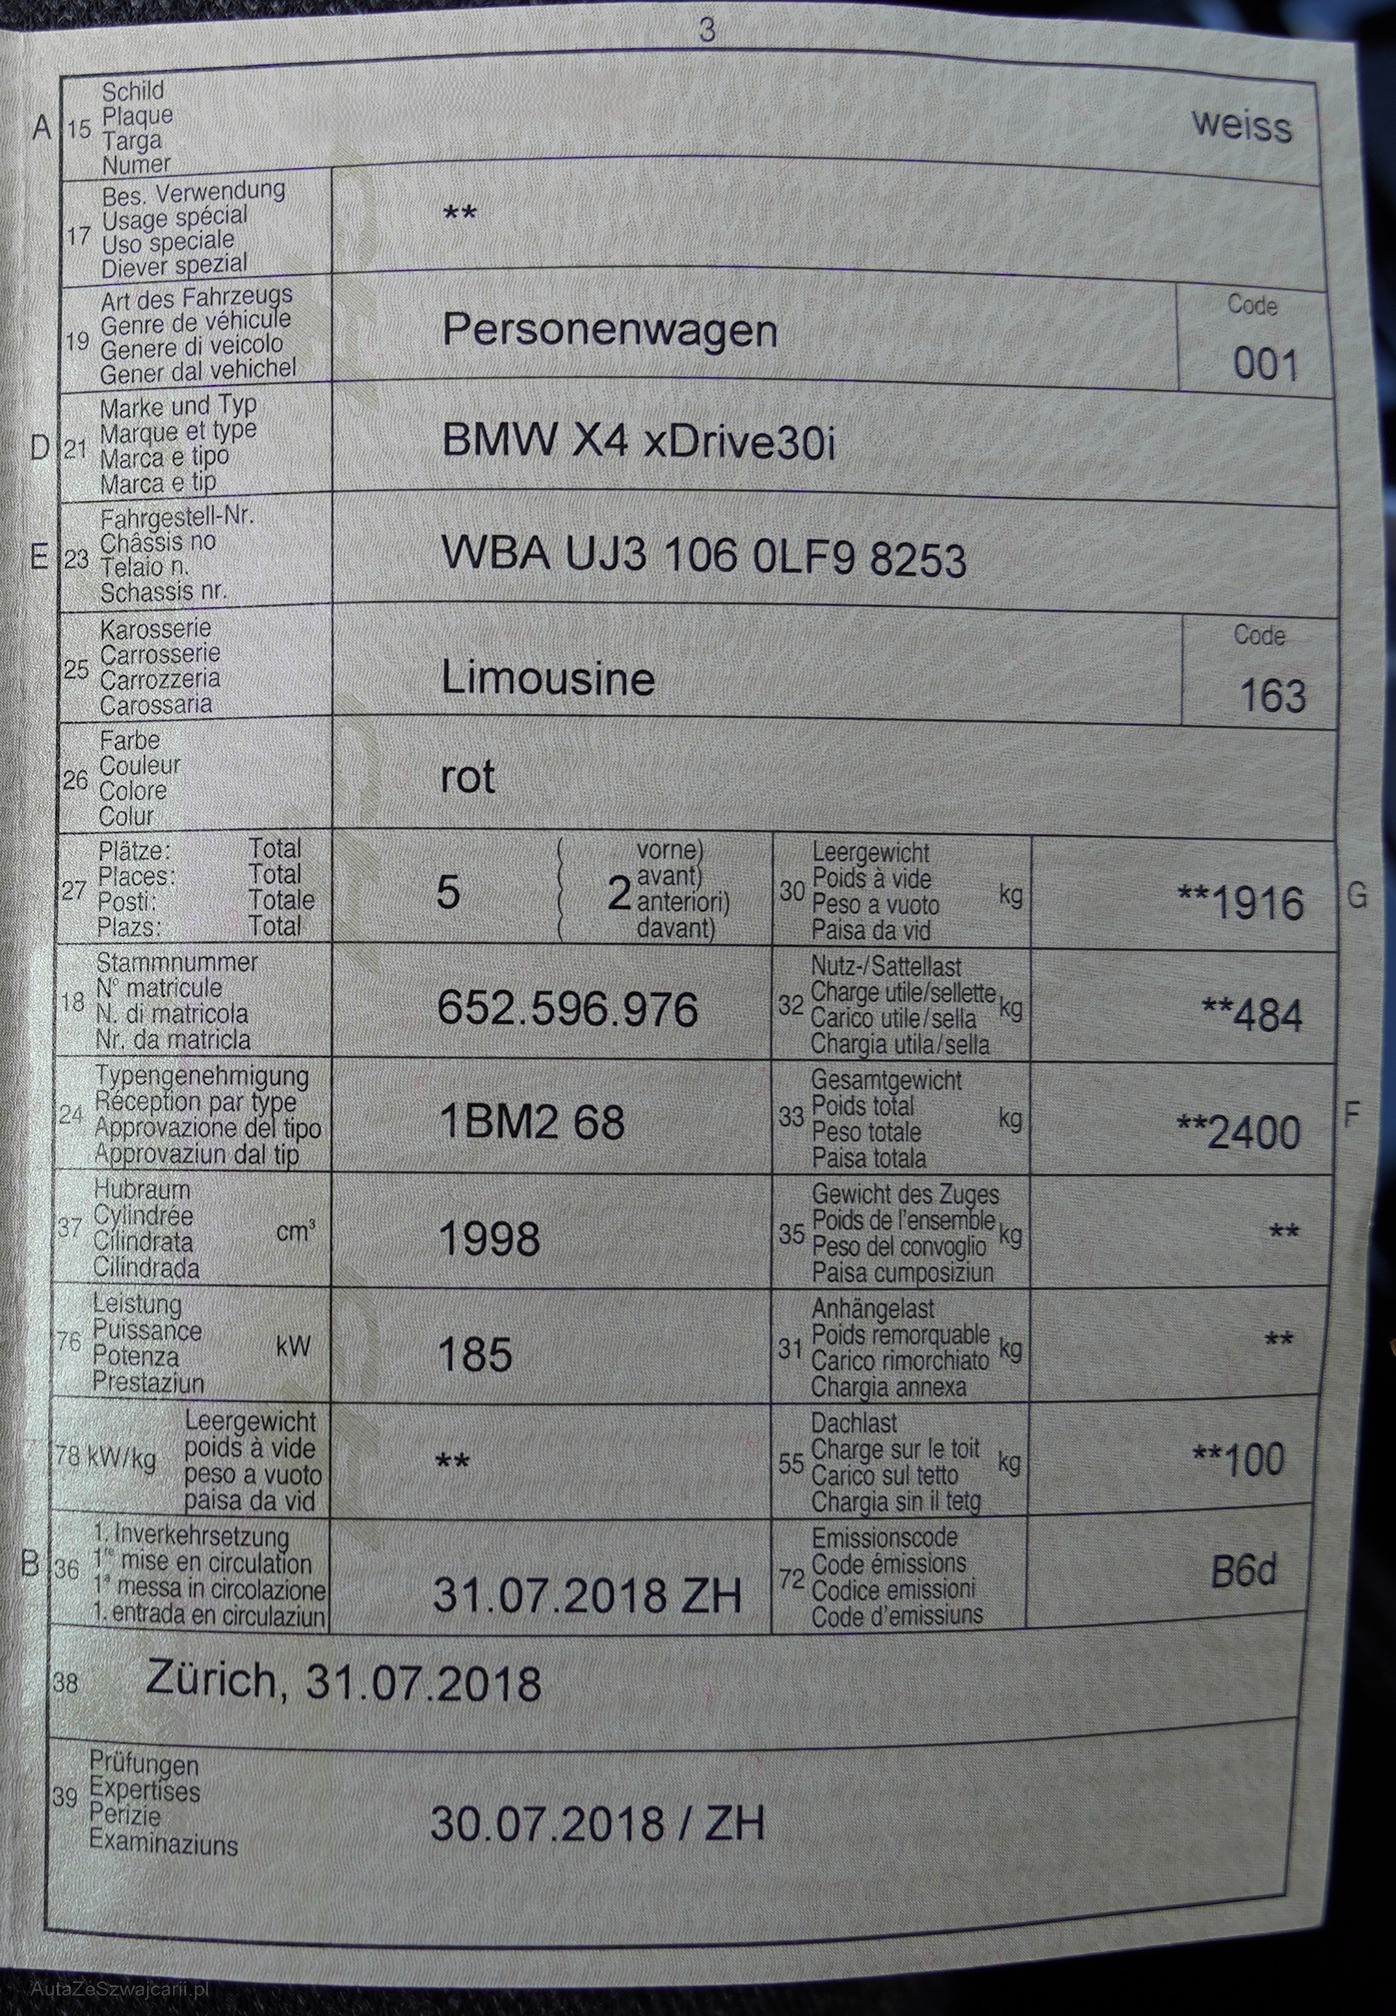 3
A 15 Schild
Plaque
Targa
Numer
weiss
17 Bes. Verwendung
Usage spécial
Uso speciale
Diever spezial
**
19 Art des Fahrzeugs
Genre de véhicule
Genere di veicolo
Gener dal vehichel
Personenwagen
Code
001
D 21 Marke und Typ
Marque et type
Marca e tipo
Marca e tip
BMW X4 xDrive30i
E 23 Fahrgestell-Nr.
Châssis no
Telaio n.
Schassis nr.
WBA UJ3 106 0LF9 8253
25 Karosserie
Carrosserie
Carrozzeria
Carossaria
Limousine
Code
163
26 Farbe
Couleur
Colore
Colur
rot
27 Plätze: Total
Places: Total
Posti: Totale
Plazs: Total
5
2
vorne)
avant)
anteriori)
davant)
30 Leergewicht
Poids à vide
Peso a vuoto
Paisa da vid
kg
**1916
G
18 Stammnummer
N° matricule
N. di matricola
Nr. da matricla
652.596.976
32 Nutz-/Sattellast
Charge utile/sellette
Carico utile/sella
Chargia utila/sella
kg
**484
24 Typengenehmigung
Réception par type
Approvazione del tipo
Approvaziun dal tip
1BM2 68
33 Gesamtgewicht
Poids total
Peso totale
Paisa totala
kg
**2400
F
37 Hubraum
Cylindrée
Cilindrata
Cilindrada
cm³
1998
35 Gewicht des Zuges
Poids de l'ensemble
Peso del convoglio
Paisa cumposiziun
kg
**
76 Leistung
Puissance
Potenza
Prestaziun
kW
185
31 Anhängelast
Poids remorquable
Carico rimorchiato
Chargia annexa
kg
**
78 kW/kg
Leergewicht
poids à vide
peso a vuoto
paisa da vid
**
55 Dachlast
Charge sur le toit
Carico sul tetto
Chargia sin il tetg
kg
**100
B 36 1. Inverkehrsetzung
1re mise en circulation
1a messa in circolazione
1. entrada en circulaziun
31.07.2018 ZH
72 Emissionscode
Code émissions
Codice emissioni
Code d'emissiuns
B6d
38 Zürich, 31.07.2018
39 Prüfungen
Expertises
Perizie
Examinaziuns
30.07.2018 / ZH
AutaZeSzwajcarii.pl